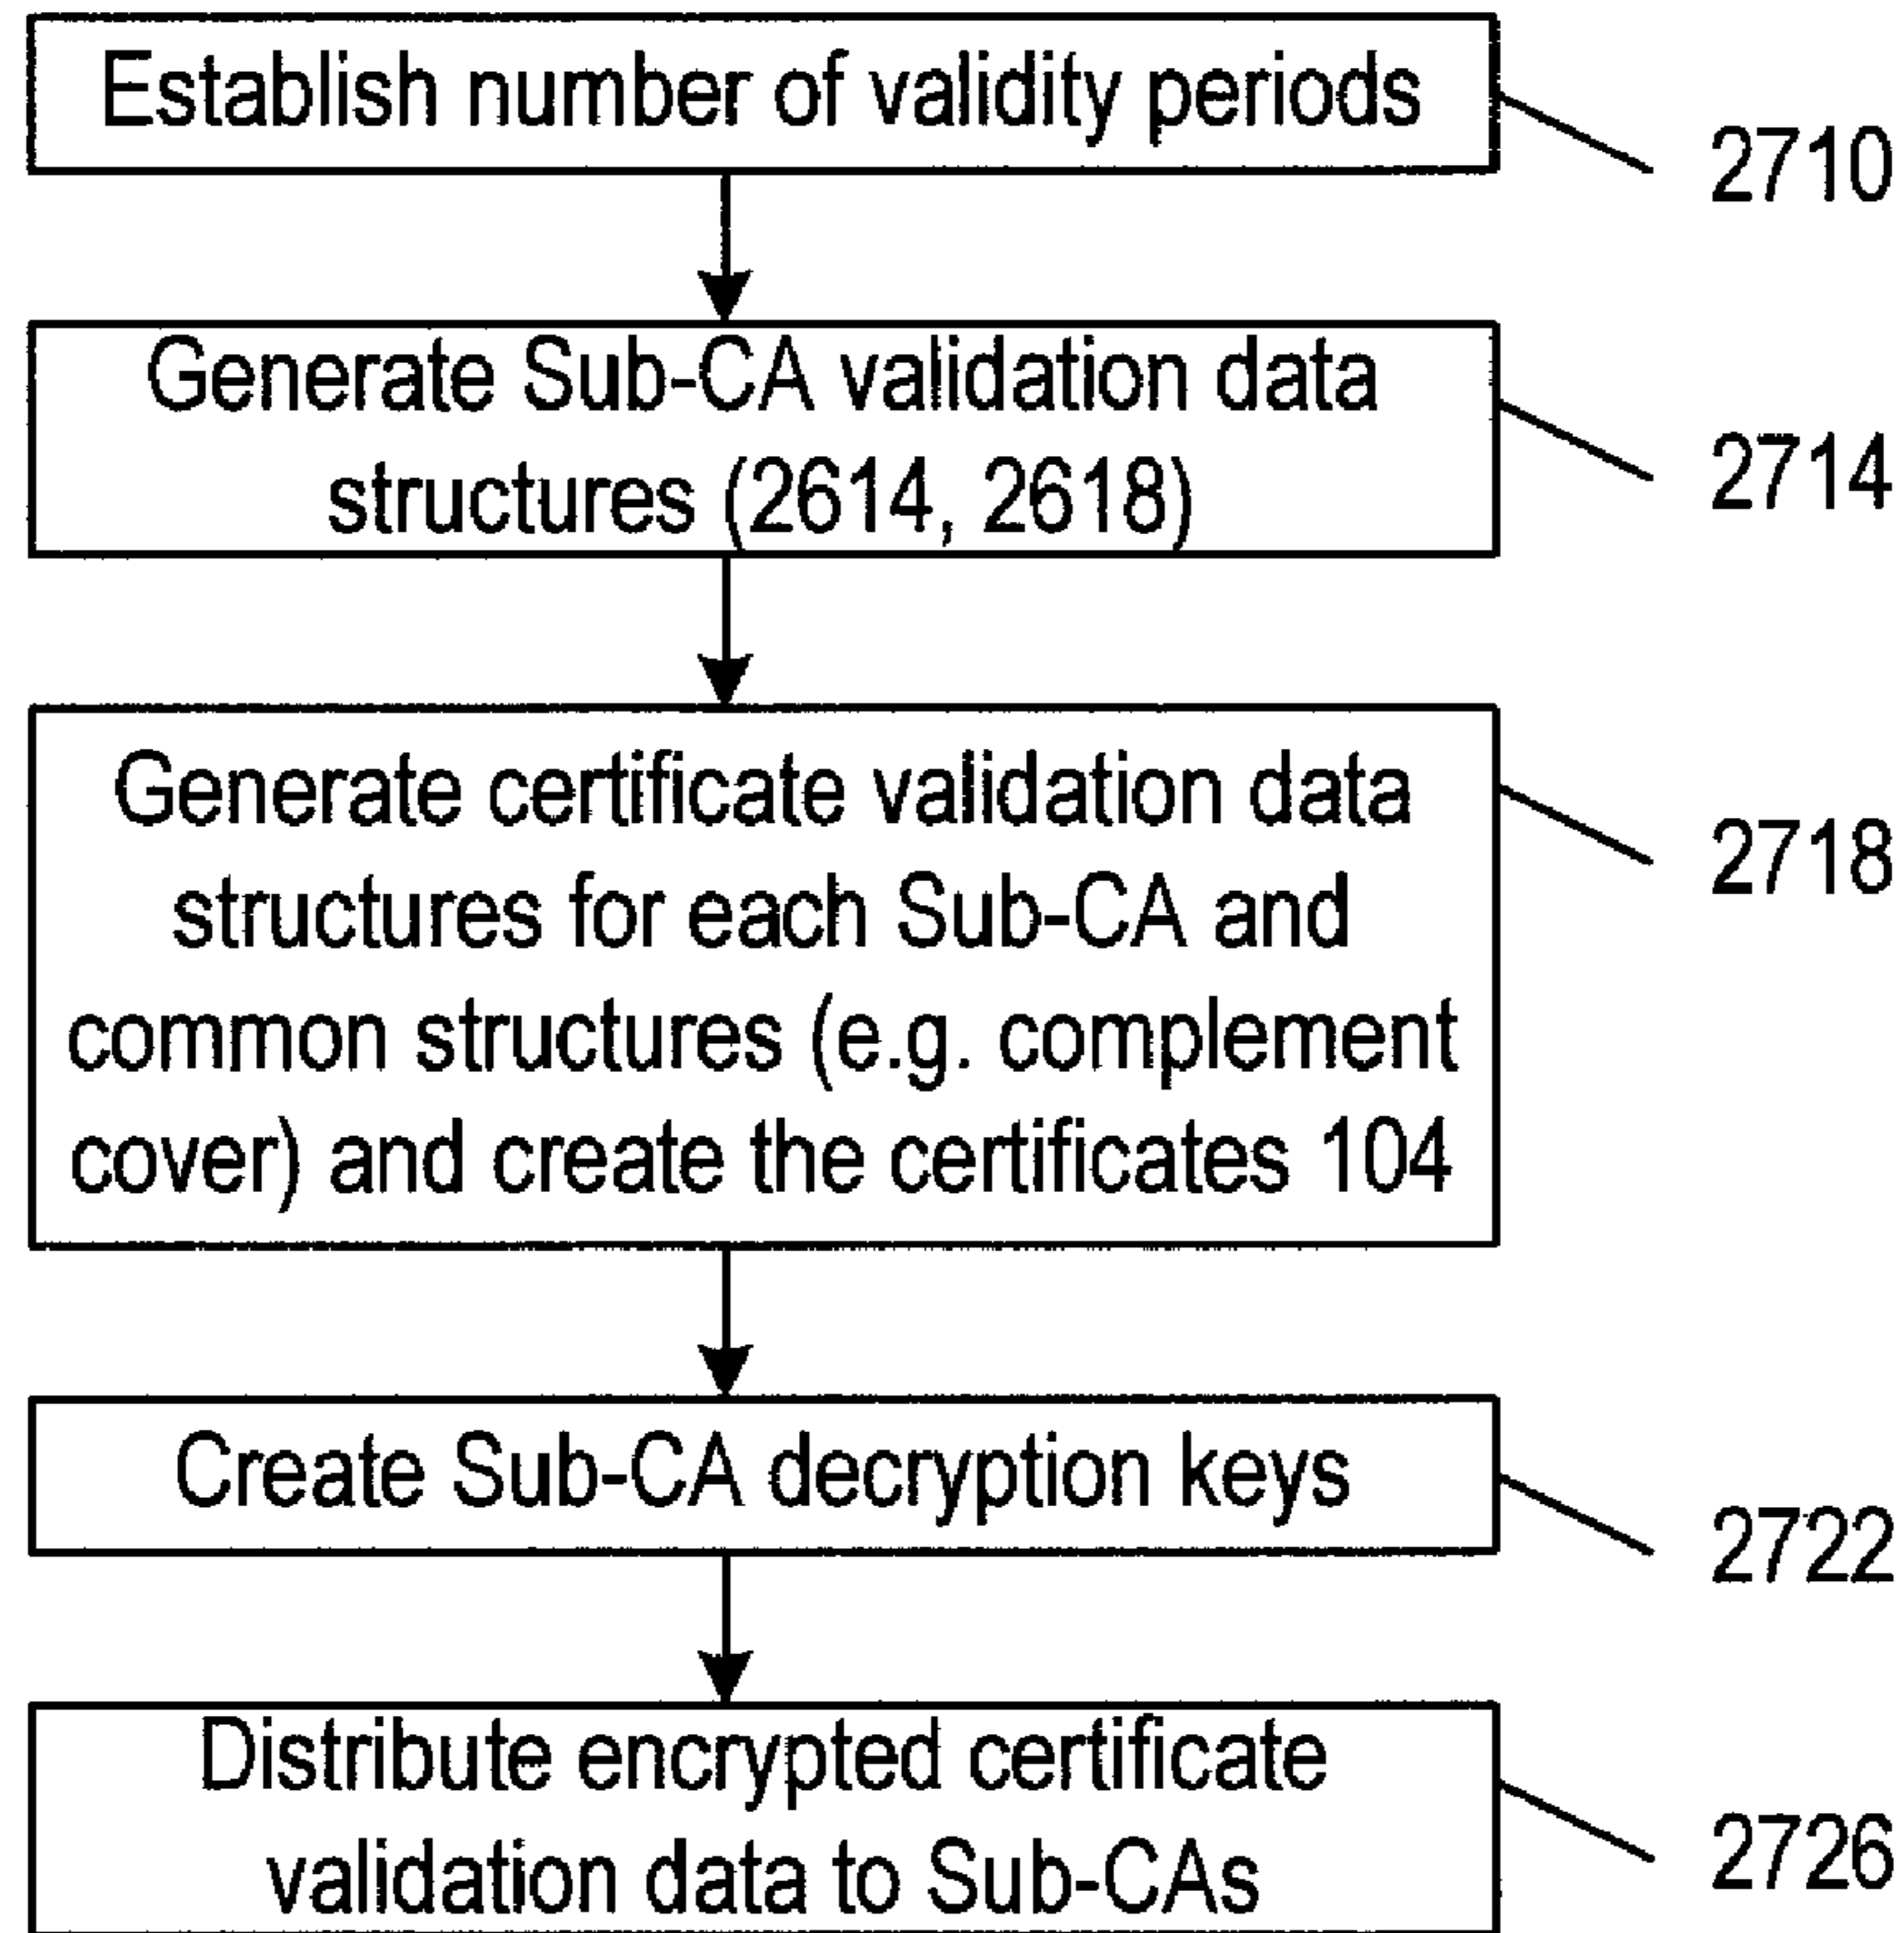 Establish number of validity periods
2710
Generate Sub-CA validation data
structures (2614, 2618)
2714
Generate certificate validation data
structures for each Sub-CA and
common structures (e.g. complement
cover) and create the certificates 104
2718
Create Sub-CA decryption keys
2722
Distribute encrypted certificate
validation data to Sub-CAs
2726